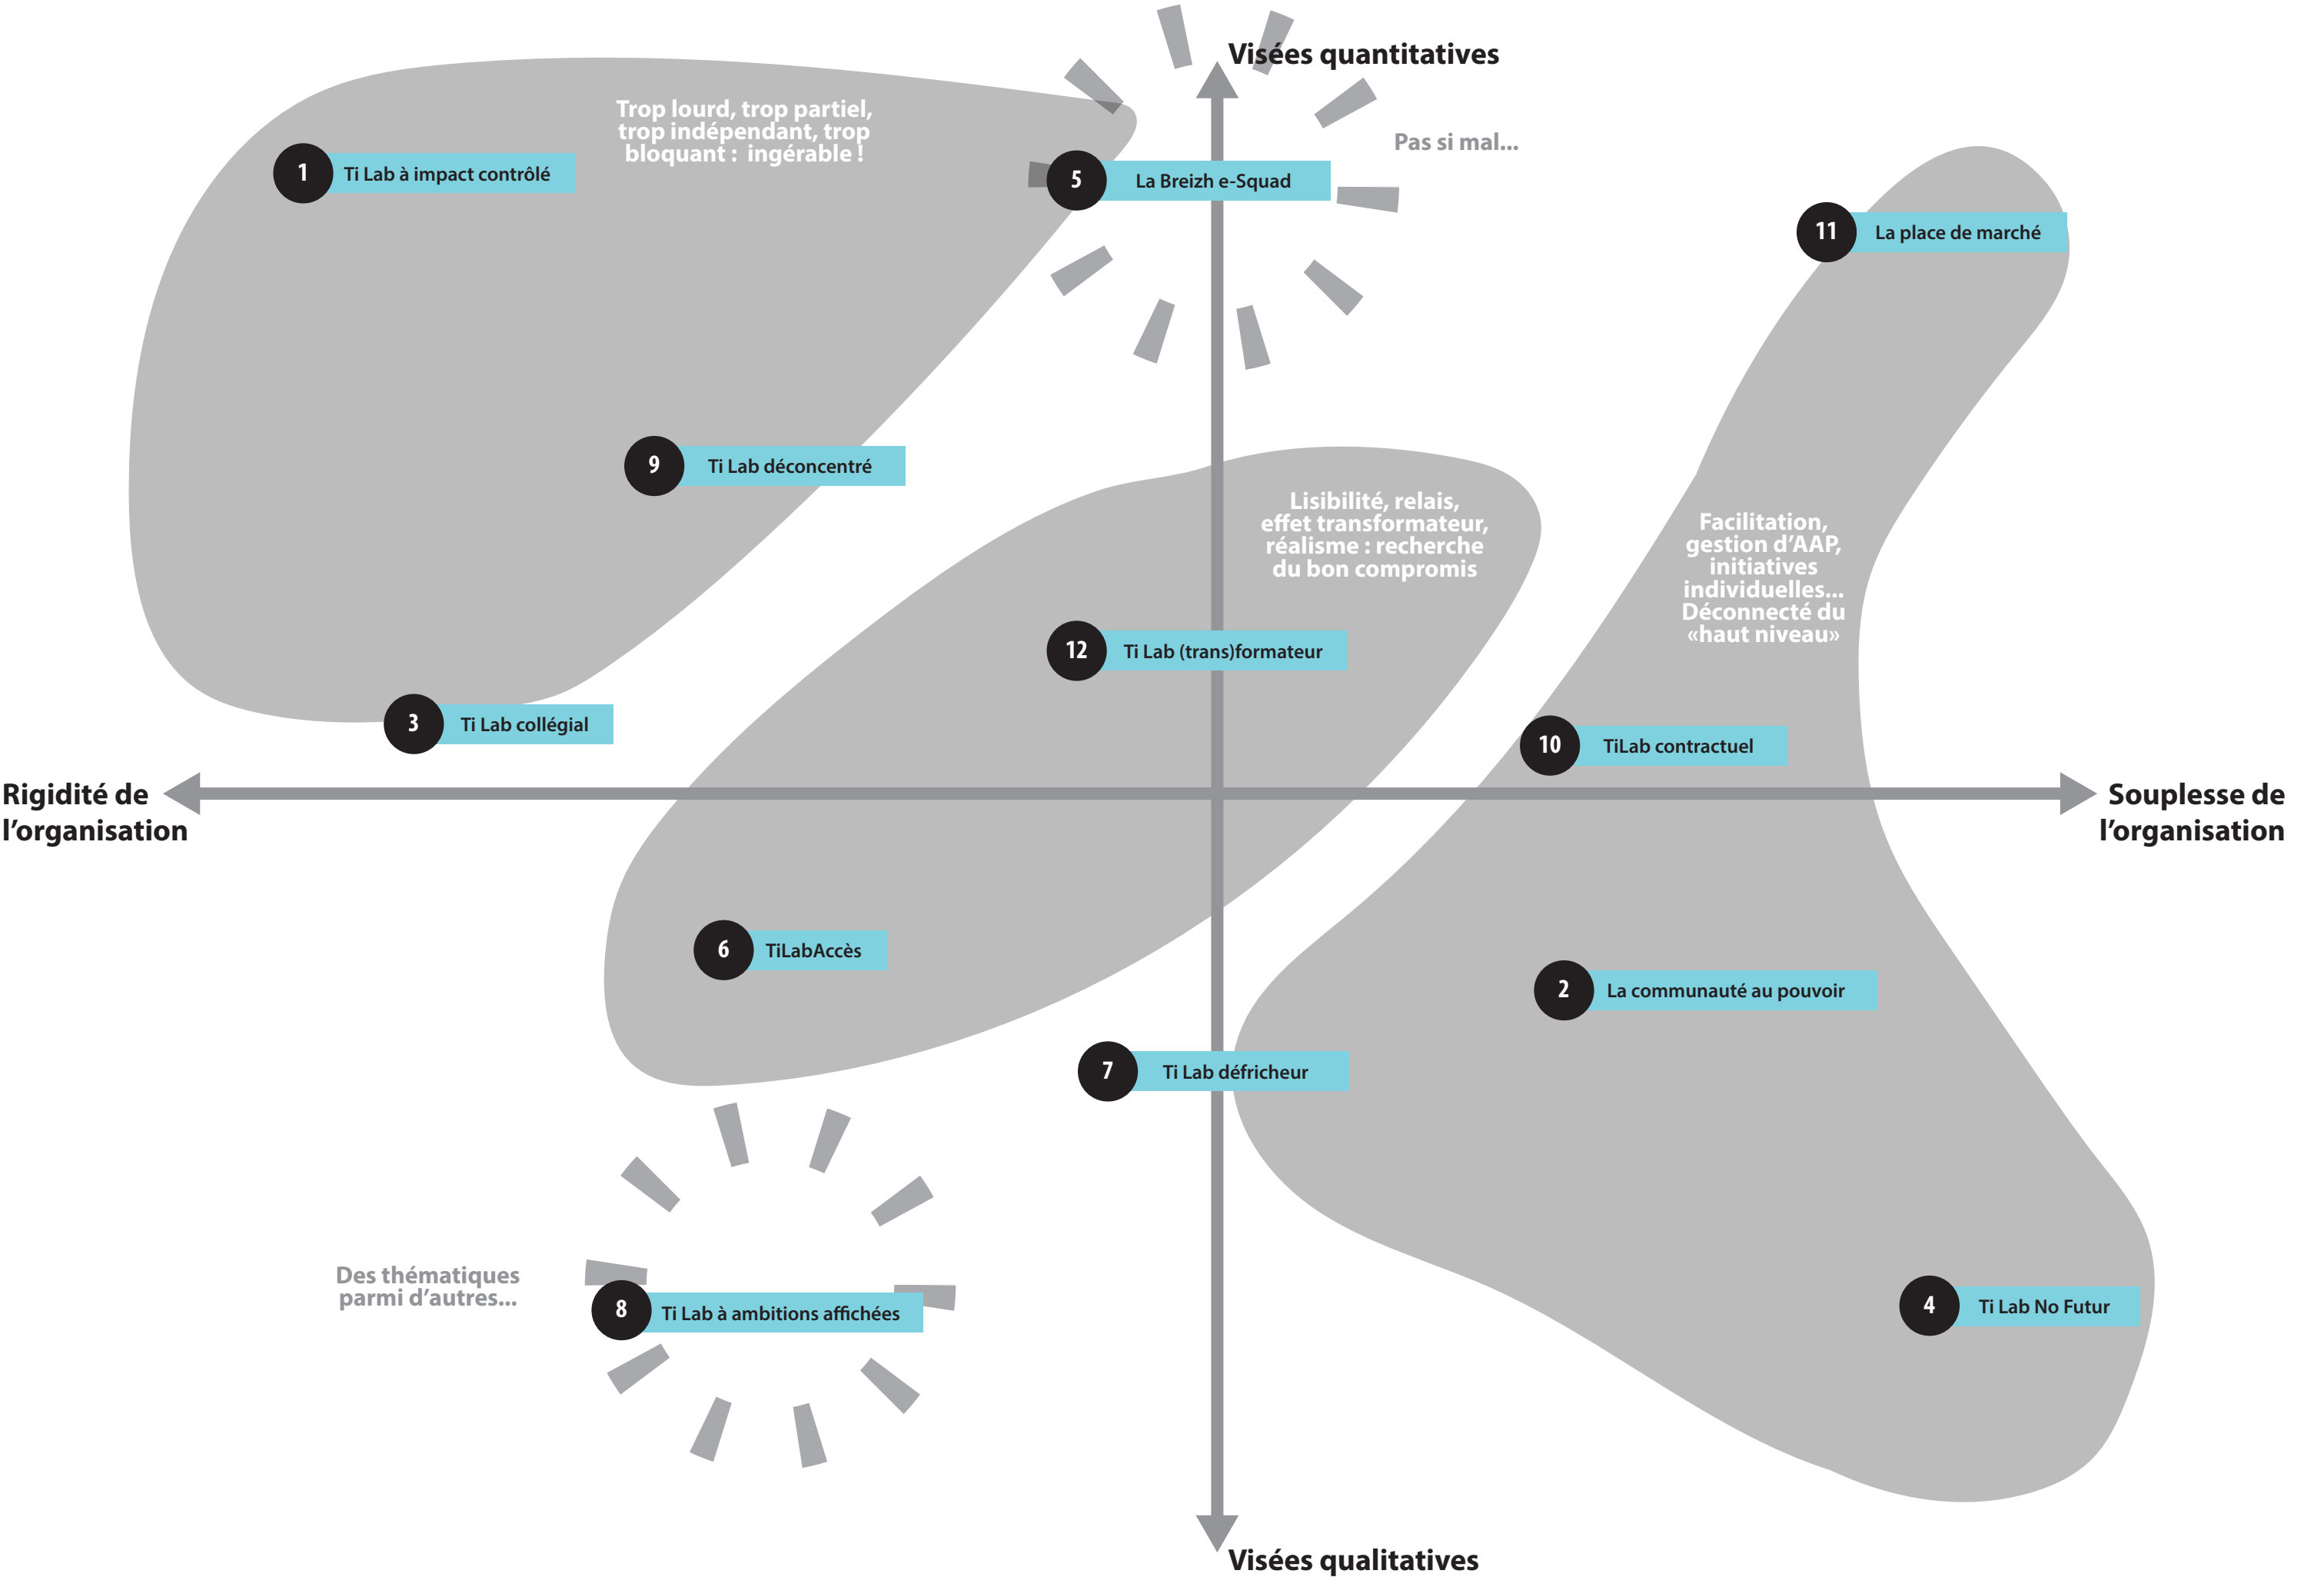 Visées quantitatives
Trop lourd, trop partiel,
trop indépendant, trop
bloquant : ingérable !
Pas si mal...
1
Ti Lab à impact contrôlé
5
La Breizh e-Squad
11
La place de marché
9
Ti Lab déconcentré
Lisibilité, relais,
effet transformateur,
réalisme : recherche
du bon compromis
Facilitation,
gestion d’AAP,
initiatives
individuelles...
Déconnecté du
«haut niveau»
12
Ti Lab (trans)formateur
3
Ti Lab collégial
10
TiLab contractuel
Rigidité de
l’organisation
Souplesse de
l’organisation
6
TiLabAccès
2
La communauté au pouvoir
7
Ti Lab défricheur
Des thématiques
parmi d’autres...
8
Ti Lab à ambitions affichées
4
Ti Lab No Futur
Visées qualitatives